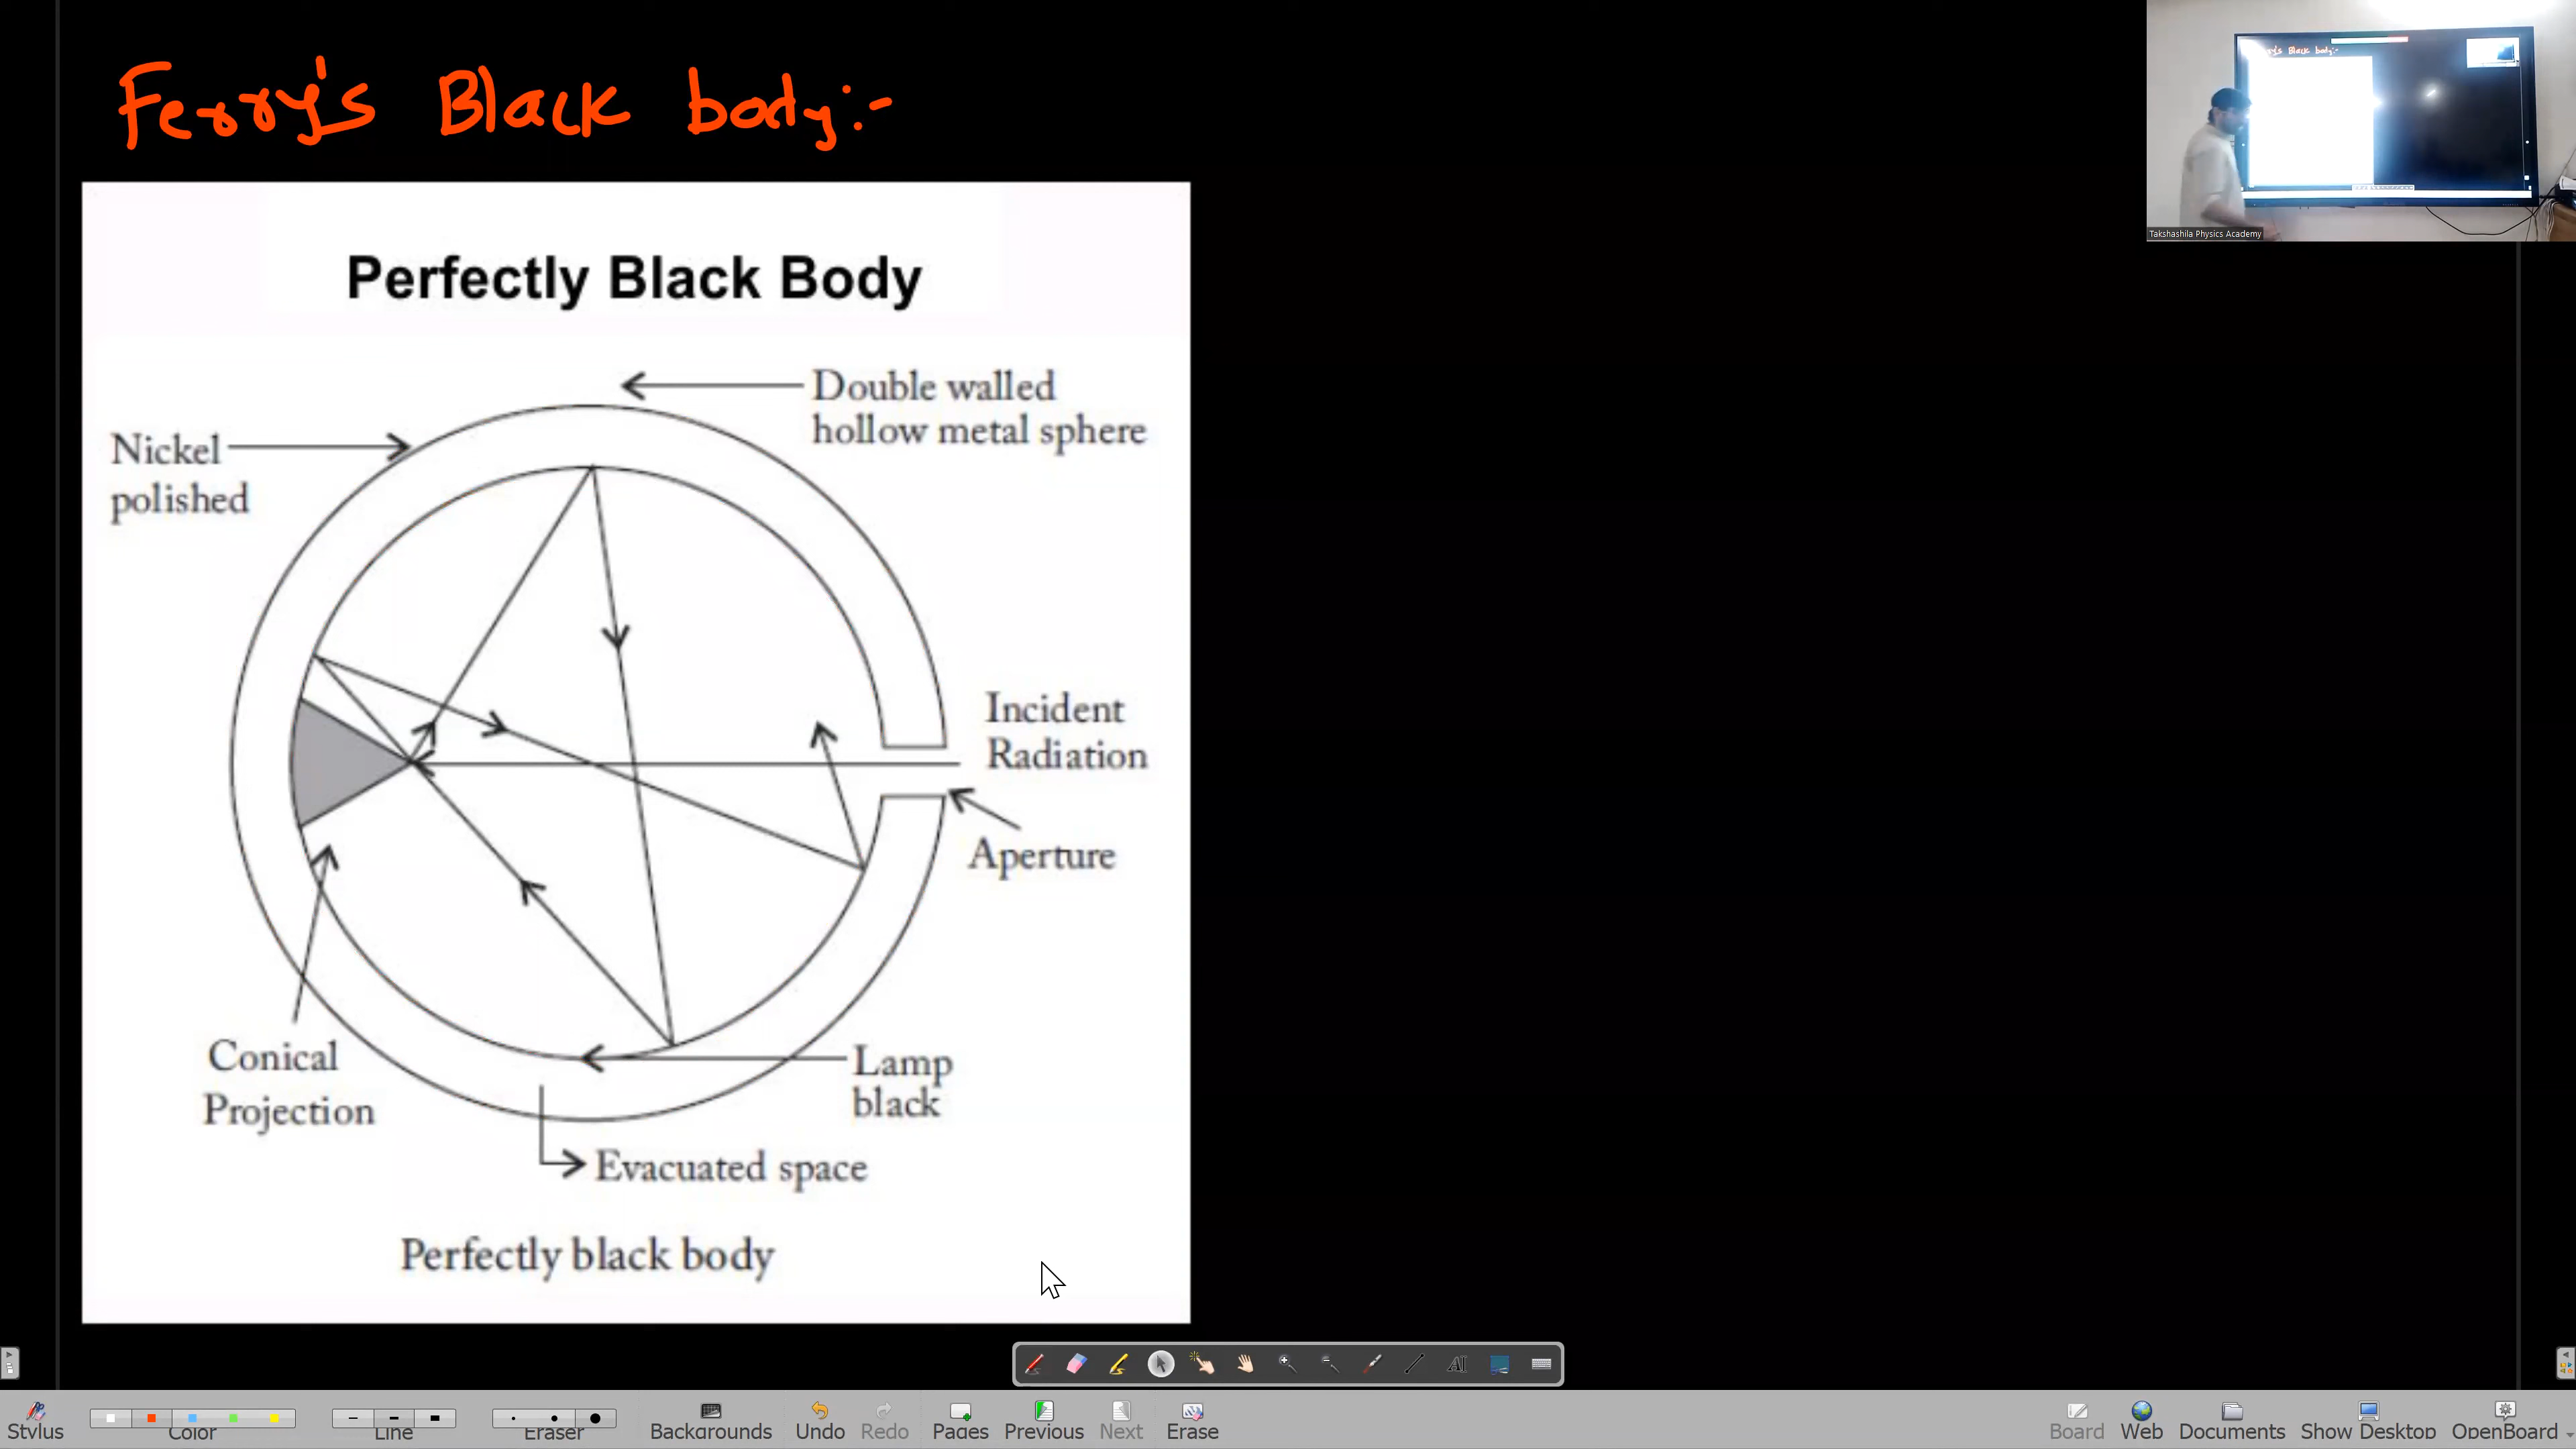 Ferry's Black body:-
Perfectly Black Body
Double walled
hollow metal sphere
Nickel
polished
Incident
Radiation
Aperture
Conical
Projection
Lamp
black
Evacuated space
Perfectly black body
Takshashila Physics Academy
Stylus
Color
Line
Eraser
Backgrounds
Undo
Redo
Pages
Previous
Next
Erase
Board
Web
Documents
Show Desktop
OpenBoard